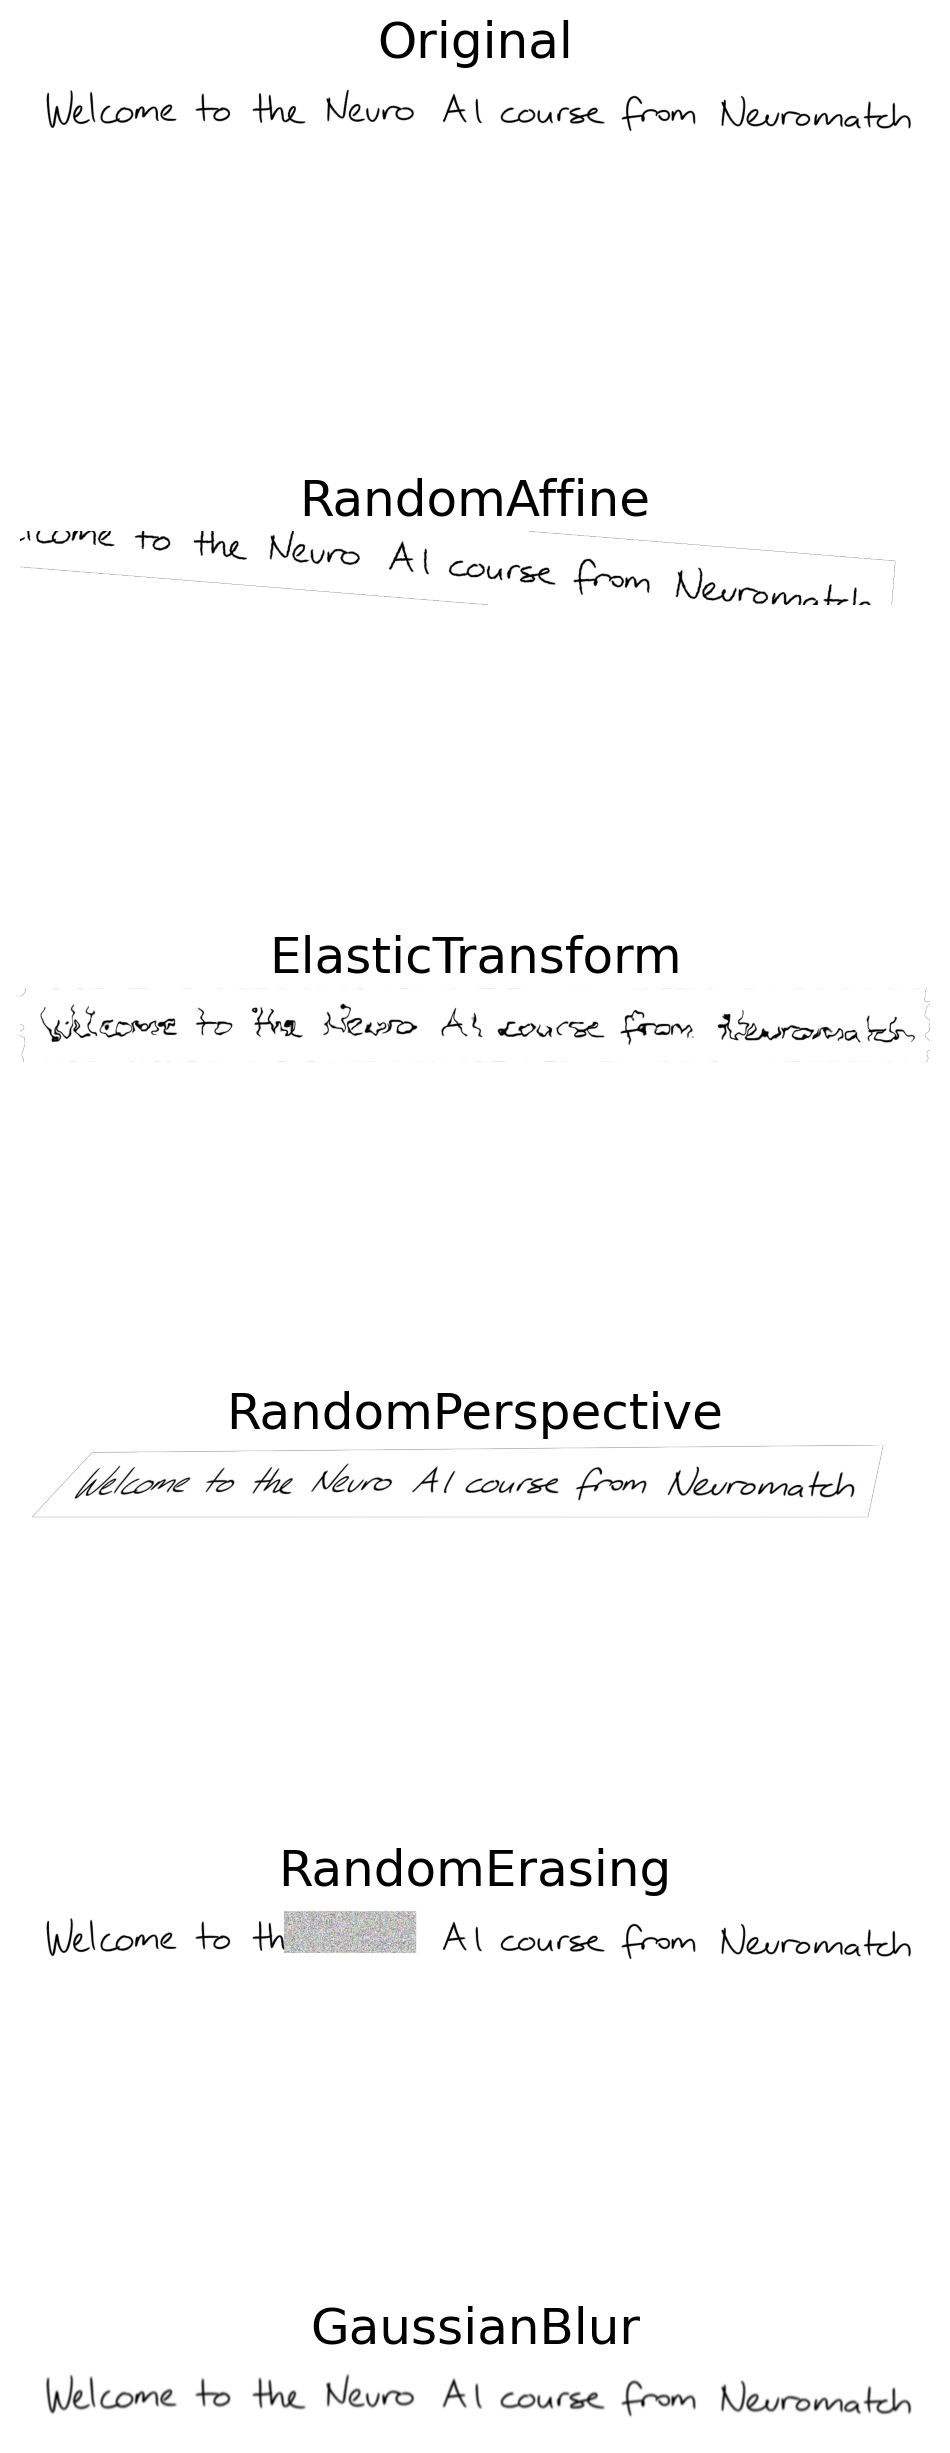 Original
Welcome to the Neuro AI course from Neuromatch
RandomAffine
come to the Neuro AI course from Neuromatch
ElasticTransform
Welcome to the Neuro AI course from Neuromatch
RandomPerspective
Welcome to the Neuro AI course from Neuromatch
RandomErasing
Welcome to th AI course from Neuromatch
GaussianBlur
Welcome to the Neuro AI course from Neuromatch